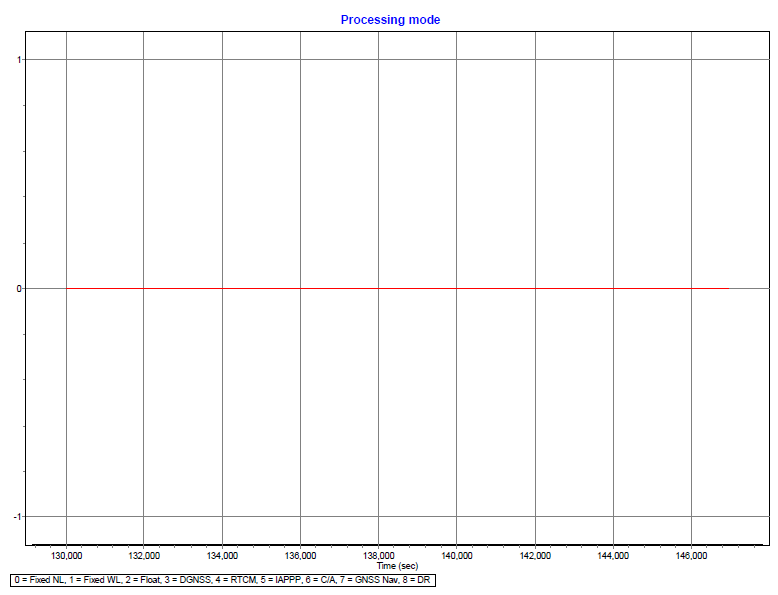 Processing mode
1
0
-1
130,000 132,000 134,000 136,000 138,000 140,000 142,000 144,000 146,000
Time (sec)
0 = Fixed NL, 1 = Fixed WL, 2 = Float, 3 = DGNSS, 4 = RTCM, 5 = IAPPP, 6 = C/A, 7 = GNSS Nav, 8 = DR